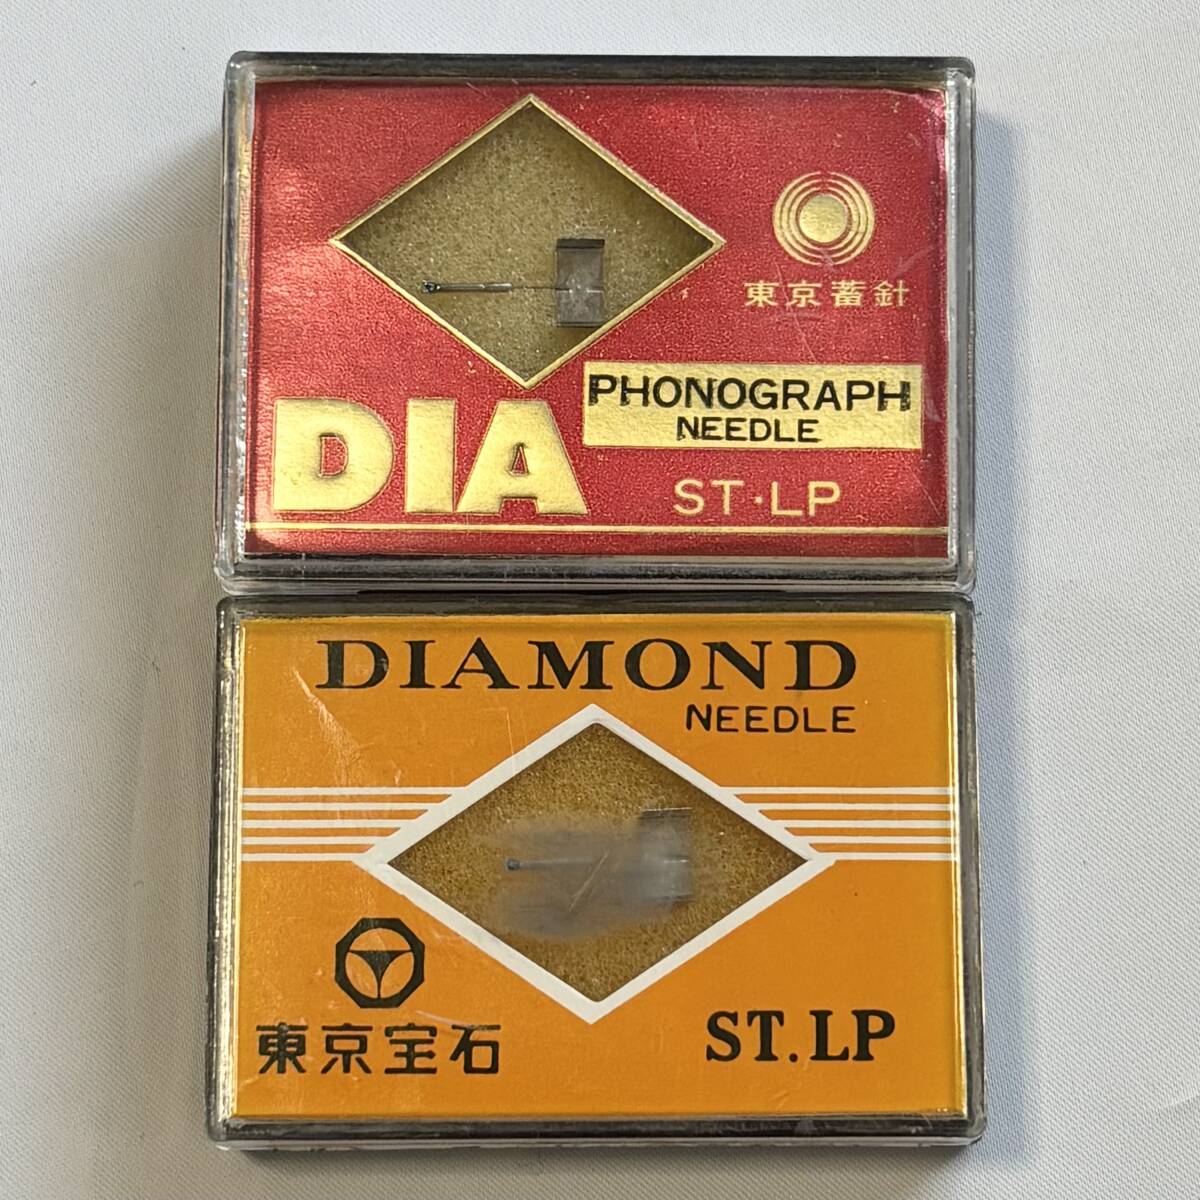 東京蓄針
PHONOGRAPH
NEEDLE
DIA
ST・LP
DIAMOND
NEEDLE
東京宝石
ST.LP